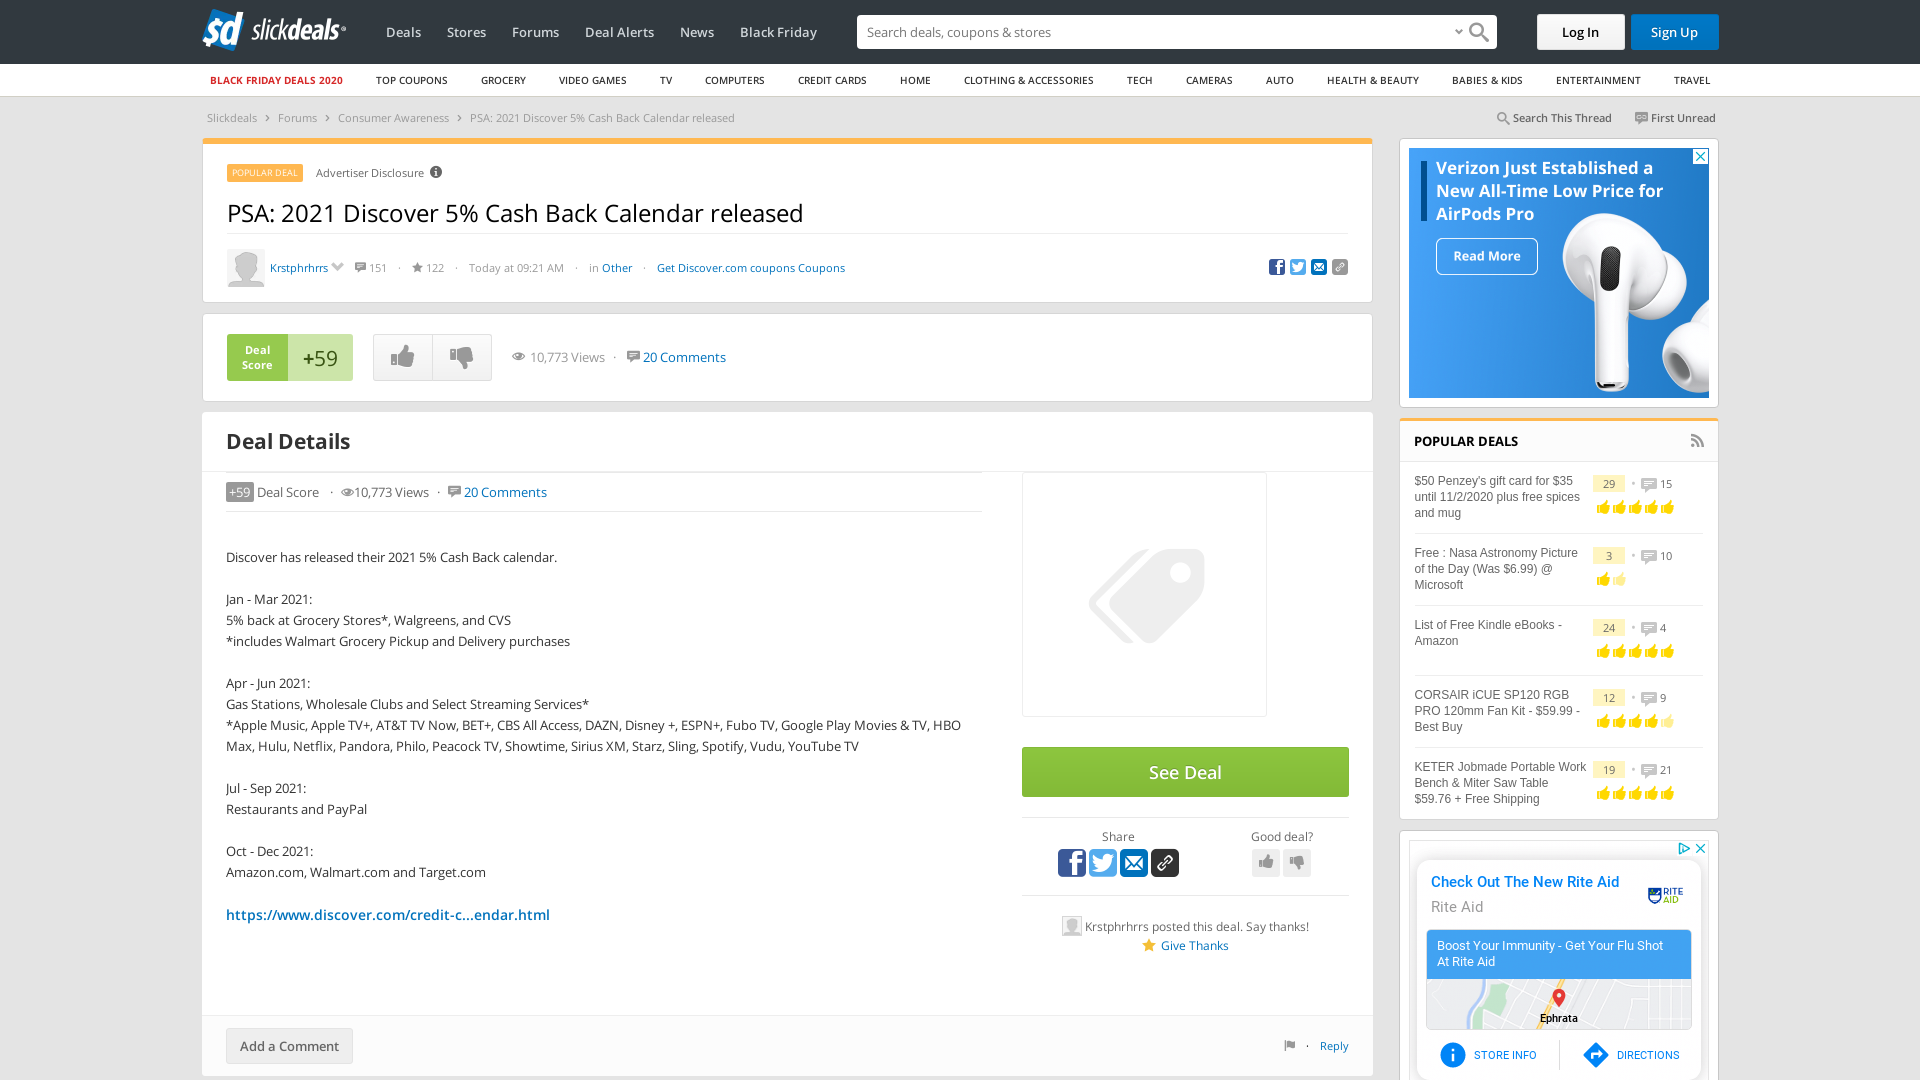 slickdeals
Deals
Stores
Forums
Deal Alerts
News
Black Friday
Search deals, coupons & stores
Log In
Sign Up
BLACK FRIDAY DEALS 2020
TOP COUPONS
GROCERY
VIDEO GAMES
TV
COMPUTERS
CREDIT CARDS
HOME
CLOTHING & ACCESSORIES
TECH
CAMERAS
AUTO
HEALTH & BEAUTY
BABIES & KIDS
ENTERTAINMENT
TRAVEL
Slickdeals > Forums > Consumer Awareness > PSA: 2021 Discover 5% Cash Back Calendar released
Search This Thread
First Unread
POPULAR DEAL
Advertiser Disclosure
PSA: 2021 Discover 5% Cash Back Calendar released
Krstphrhrrs 151 · 122 · Today at 09:21 AM · in Other · Get Discover.com coupons Coupons
Deal
Score
+59
10,773 Views · 20 Comments
Deal Details
+59 Deal Score · 10,773 Views · 20 Comments
Discover has released their 2021 5% Cash Back calendar.
Jan - Mar 2021:
5% back at Grocery Stores*, Walgreens, and CVS
*includes Walmart Grocery Pickup and Delivery purchases
Apr - Jun 2021:
Gas Stations, Wholesale Clubs and Select Streaming Services*
*Apple Music, Apple TV+, AT&T TV Now, BET+, CBS All Access, DAZN, Disney +, ESPN+, Fubo TV, Google Play Movies & TV, HBO
Max, Hulu, Netflix, Pandora, Philo, Peacock TV, Showtime, Sirius XM, Starz, Sling, Spotify, Vudu, YouTube TV
Jul - Sep 2021:
Restaurants and PayPal
Oct - Dec 2021:
Amazon.com, Walmart.com and Target.com
https://www.discover.com/credit-c...endar.html
See Deal
Share
Good deal?
Krstphrhrrs posted this deal. Say thanks!
Give Thanks
Add a Comment
· Reply
Verizon Just Established a
New All-Time Low Price for
AirPods Pro
Read More
POPULAR DEALS
$50 Penzey's gift card for $35
until 11/2/2020 plus free spices
and mug
29 • 15
Free : Nasa Astronomy Picture
of the Day (Was $6.99) @
Microsoft
3 • 10
List of Free Kindle eBooks -
Amazon
24 • 4
CORSAIR iCUE SP120 RGB
PRO 120mm Fan Kit - $59.99 -
Best Buy
12 • 9
KETER Jobmade Portable Work
Bench & Miter Saw Table
$59.76 + Free Shipping
19 • 21
Check Out The New Rite Aid
Rite Aid
RITE
AID
Boost Your Immunity - Get Your Flu Shot
At Rite Aid
Ephrata
STORE INFO
DIRECTIONS